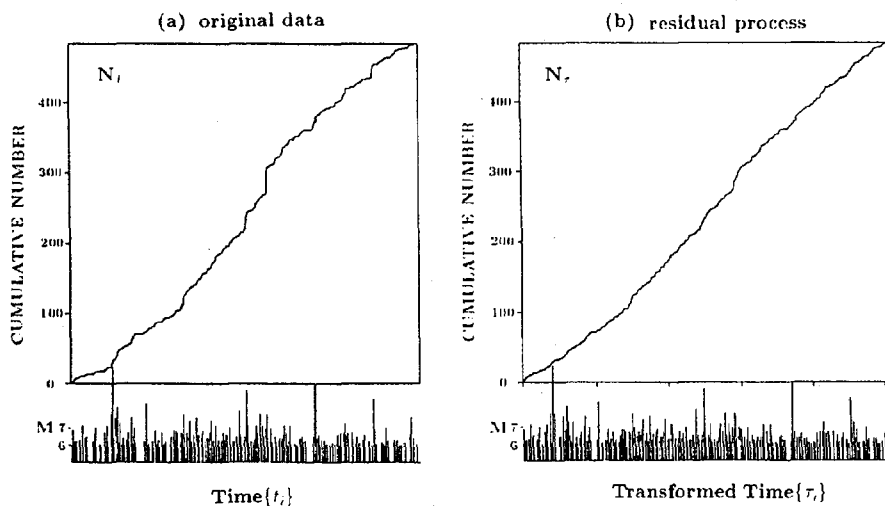 (a) original data
N_t
CUMULATIVE NUMBER
400
300
200
100
0
M 7
6
Time{t_i}
(b) residual process
N_τ
CUMULATIVE NUMBER
400
300
200
100
0
M 7
6
Transformed Time{τ_i}